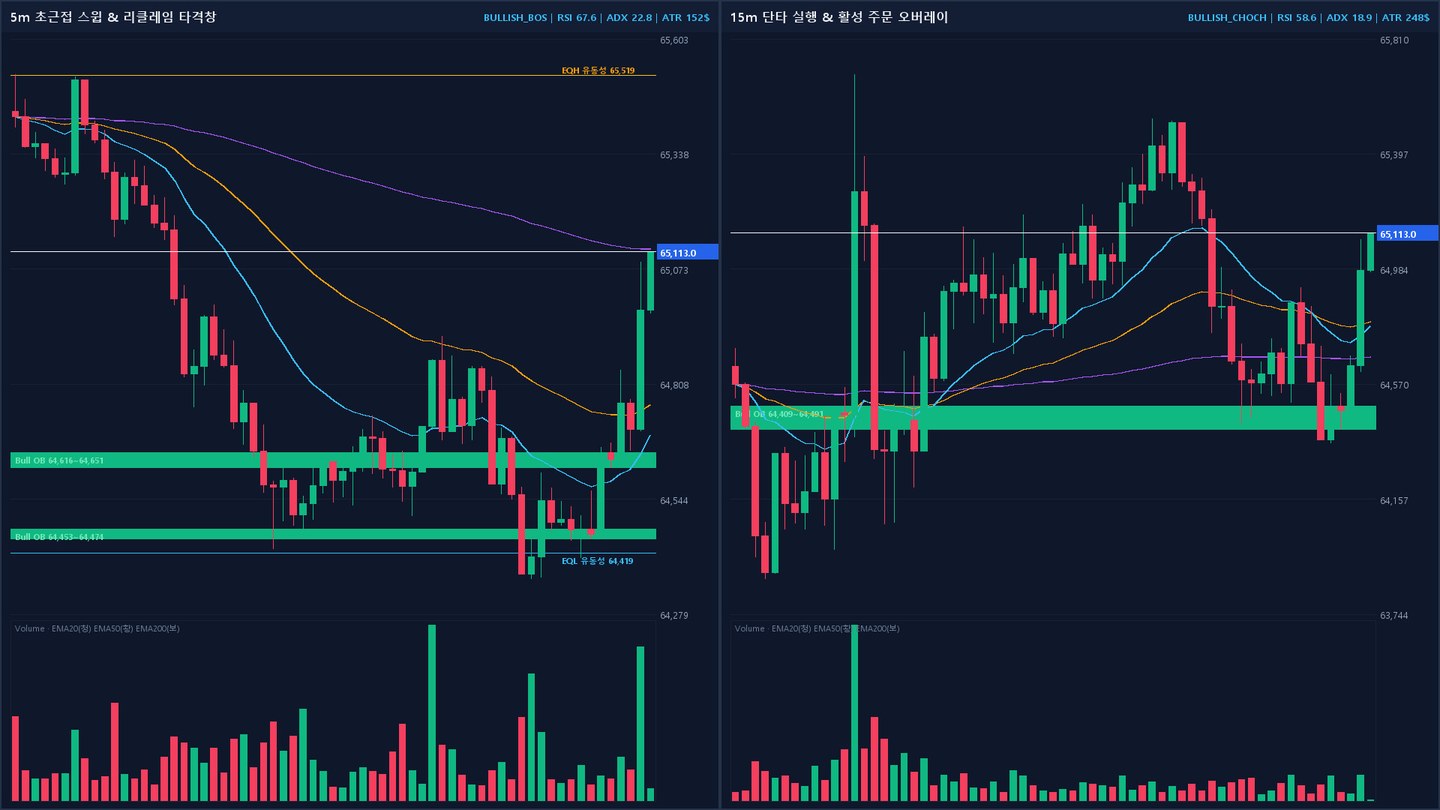 5m 초근접 스윕 & 리클레임 타격창
BULLISH_BOS | RSI 67.6 | ADX 22.8 | ATR 152$
65,603
EQH 유동성 65,519
65,338
65,113.0
65,073
64,808
Bull OB 64,616~64,651
64,544
Bull OB 64,453~64,474
EQL 유동성 64,419
64,279
Volume · EMA20(청) EMA50(황) EMA200(보)
15m 단타 실행 & 활성 주문 오버레이
BULLISH_CHOCH | RSI 58.6 | ADX 18.9 | ATR 248$
65,810
65,397
65,113.0
64,984
64,570
Bull OB 64,409~64,491
64,157
63,744
Volume · EMA20(청) EMA50(황) EMA200(보)